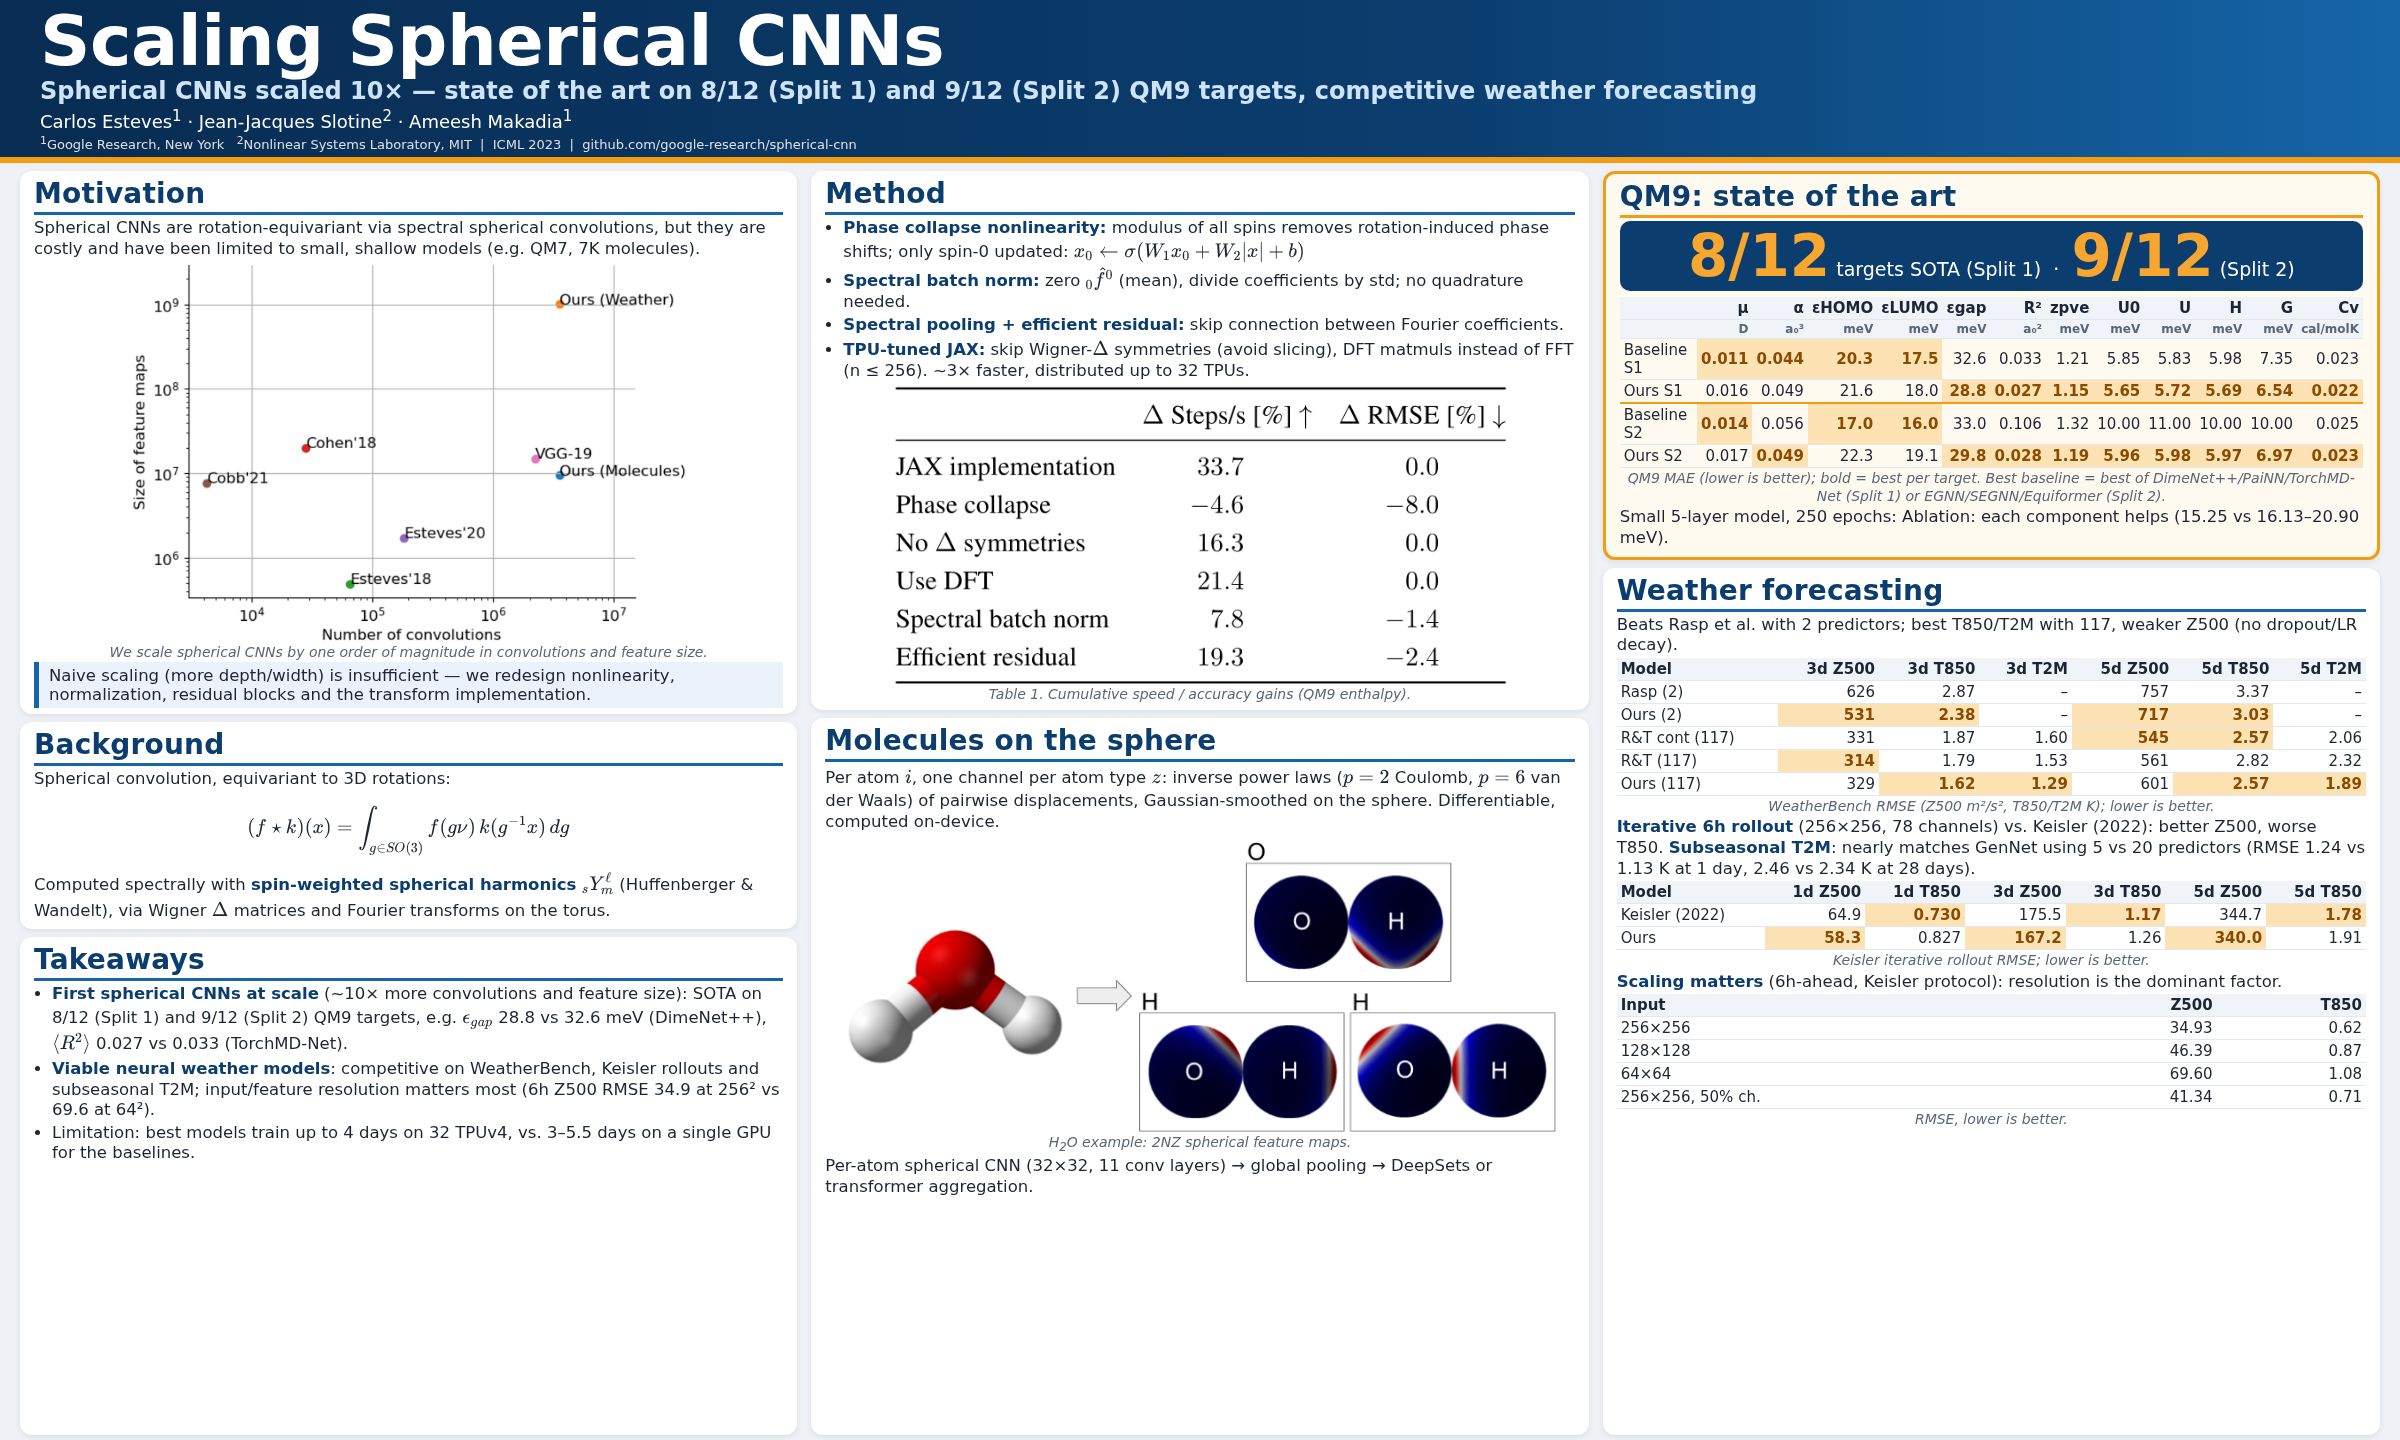 Scaling Spherical CNNs
Spherical CNNs scaled 10× — state of the art on 8/12 (Split 1) and 9/12 (Split 2) QM9 targets, competitive weather forecasting
Carlos Esteves¹ · Jean-Jacques Slotine² · Ameesh Makadia¹
¹Google Research, New York ²Nonlinear Systems Laboratory, MIT | ICML 2023 | github.com/google-research/spherical-cnn
Motivation
Spherical CNNs are rotation-equivariant via spectral spherical convolutions, but they are
costly and have been limited to small, shallow models (e.g. QM7, 7K molecules).
Size of feature maps
10⁹
10⁸
10⁷
10⁶
Ours (Weather)
Cohen'18
VGG-19
Ours (Molecules)
Cobb'21
Esteves'20
Esteves'18
10⁴ 10⁵ 10⁶ 10⁷
Number of convolutions
We scale spherical CNNs by one order of magnitude in convolutions and feature size.
Naive scaling (more depth/width) is insufficient — we redesign nonlinearity,
normalization, residual blocks and the transform implementation.
Background
Spherical convolution, equivariant to 3D rotations:
(f ⋆ k)(x) = ∫_{g∈SO(3)} f(gν) k(g⁻¹x) dg
Computed spectrally with spin-weighted spherical harmonics ₛY_m^ℓ (Huffenberger &
Wandelt), via Wigner Δ matrices and Fourier transforms on the torus.
Takeaways
• First spherical CNNs at scale (~10× more convolutions and feature size): SOTA on
8/12 (Split 1) and 9/12 (Split 2) QM9 targets, e.g. ϵ_gap 28.8 vs 32.6 meV (DimeNet++),
⟨R²⟩ 0.027 vs 0.033 (TorchMD-Net).
• Viable neural weather models: competitive on WeatherBench, Keisler rollouts and
subseasonal T2M; input/feature resolution matters most (6h Z500 RMSE 34.9 at 256² vs
69.6 at 64²).
• Limitation: best models train up to 4 days on 32 TPUv4, vs. 3–5.5 days on a single GPU
for the baselines.
Method
• Phase collapse nonlinearity: modulus of all spins removes rotation-induced phase
shifts; only spin-0 updated: x₀ ← σ(W₁x₀ + W₂|x| + b)
• Spectral batch norm: zero ₀f̂⁰ (mean), divide coefficients by std; no quadrature
needed.
• Spectral pooling + efficient residual: skip connection between Fourier coefficients.
• TPU-tuned JAX: skip Wigner-Δ symmetries (avoid slicing), DFT matmuls instead of FFT
(n ≤ 256). ~3× faster, distributed up to 32 TPUs.
Δ Steps/s [%] ↑ Δ RMSE [%] ↓
JAX implementation 33.7 0.0
Phase collapse −4.6 −8.0
No Δ symmetries 16.3 0.0
Use DFT 21.4 0.0
Spectral batch norm 7.8 −1.4
Efficient residual 19.3 −2.4
Table 1. Cumulative speed / accuracy gains (QM9 enthalpy).
Molecules on the sphere
Per atom i, one channel per atom type z: inverse power laws (p = 2 Coulomb, p = 6 van
der Waals) of pairwise displacements, Gaussian-smoothed on the sphere. Differentiable,
computed on-device.
O
O H
H H
O H O H
H₂O example: 2NZ spherical feature maps.
Per-atom spherical CNN (32×32, 11 conv layers) → global pooling → DeepSets or
transformer aggregation.
QM9: state of the art
8/12 targets SOTA (Split 1) · 9/12 (Split 2)
μ α εHOMO εLUMO εgap R² zpve U0 U H G Cv
D a₀³ meV meV meV a₀² meV meV meV meV meV cal/molK
Baseline S1 0.011 0.044 20.3 17.5 32.6 0.033 1.21 5.85 5.83 5.98 7.35 0.023
Ours S1 0.016 0.049 21.6 18.0 28.8 0.027 1.15 5.65 5.72 5.69 6.54 0.022
Baseline S2 0.014 0.056 17.0 16.0 33.0 0.106 1.32 10.00 11.00 10.00 10.00 0.025
Ours S2 0.017 0.049 22.3 19.1 29.8 0.028 1.19 5.96 5.98 5.97 6.97 0.023
QM9 MAE (lower is better); bold = best per target. Best baseline = best of DimeNet++/PaiNN/TorchMD-
Net (Split 1) or EGNN/SEGNN/Equiformer (Split 2).
Small 5-layer model, 250 epochs: Ablation: each component helps (15.25 vs 16.13–20.90
meV).
Weather forecasting
Beats Rasp et al. with 2 predictors; best T850/T2M with 117, weaker Z500 (no dropout/LR
decay).
Model 3d Z500 3d T850 3d T2M 5d Z500 5d T850 5d T2M
Rasp (2) 626 2.87 – 757 3.37 –
Ours (2) 531 2.38 – 717 3.03 –
R&T cont (117) 331 1.87 1.60 545 2.57 2.06
R&T (117) 314 1.79 1.53 561 2.82 2.32
Ours (117) 329 1.62 1.29 601 2.57 1.89
WeatherBench RMSE (Z500 m²/s², T850/T2M K); lower is better.
Iterative 6h rollout (256×256, 78 channels) vs. Keisler (2022): better Z500, worse
T850. Subseasonal T2M: nearly matches GenNet using 5 vs 20 predictors (RMSE 1.24 vs
1.13 K at 1 day, 2.46 vs 2.34 K at 28 days).
Model 1d Z500 1d T850 3d Z500 3d T850 5d Z500 5d T850
Keisler (2022) 64.9 0.730 175.5 1.17 344.7 1.78
Ours 58.3 0.827 167.2 1.26 340.0 1.91
Keisler iterative rollout RMSE; lower is better.
Scaling matters (6h-ahead, Keisler protocol): resolution is the dominant factor.
Input Z500 T850
256×256 34.93 0.62
128×128 46.39 0.87
64×64 69.60 1.08
256×256, 50% ch. 41.34 0.71
RMSE, lower is better.